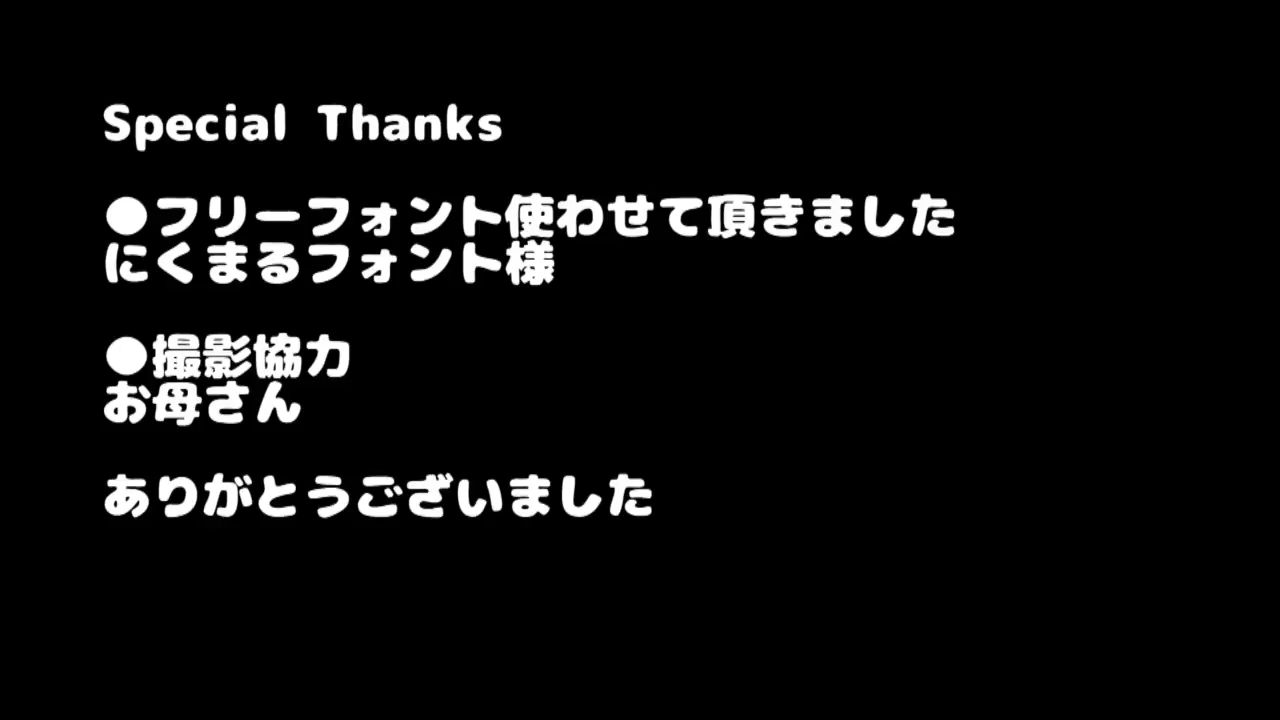 Special Thanks
●フリーフォント使わせて頂きました
にくまるフォント様
●撮影協力
お母さん
ありがとうございました